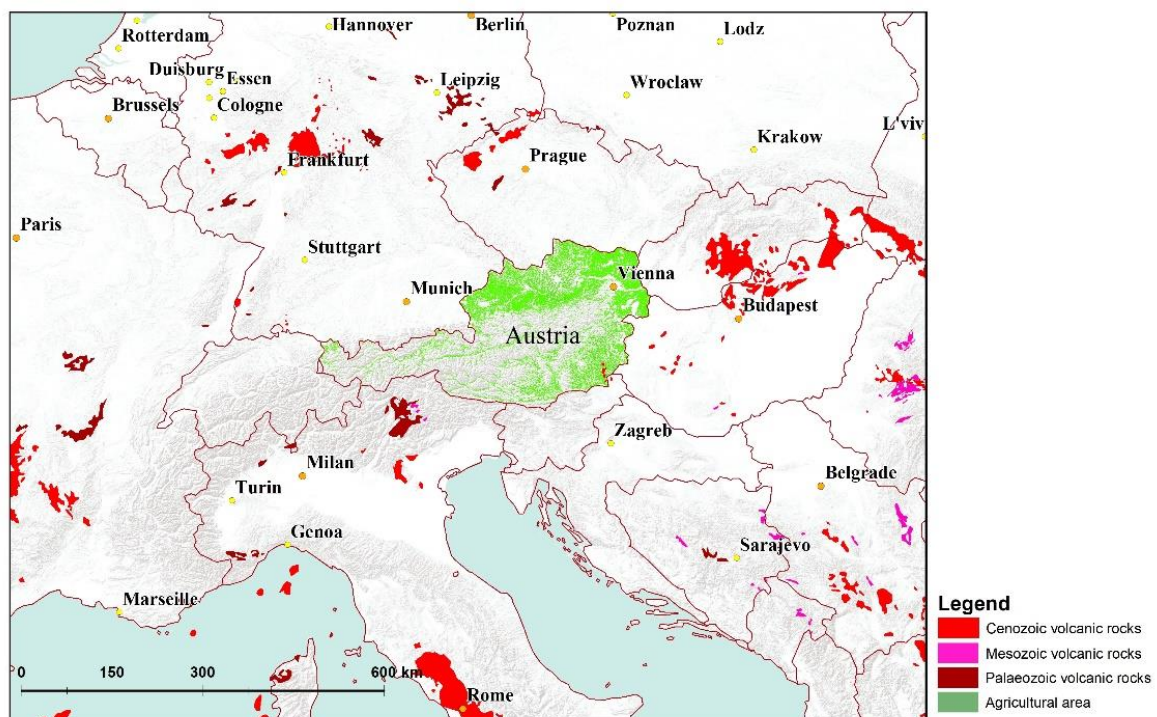 Hannover
Berlin
Poznan
Lodz
Rotterdam
Duisburg
Essen
Leipzig
Wroclaw
Brussels
Cologne
L'viv
Krakow
Prague
Frankfurt
Paris
Stuttgart
Vienna
Munich
Budapest
Austria
Zagreb
Milan
Belgrade
Turin
Genoa
Sarajevo
Marseille
Legend
Cenozoic volcanic rocks
Mesozoic volcanic rocks
0 150 300 600 km
Palaeozoic volcanic rocks
Rome
Agricultural area